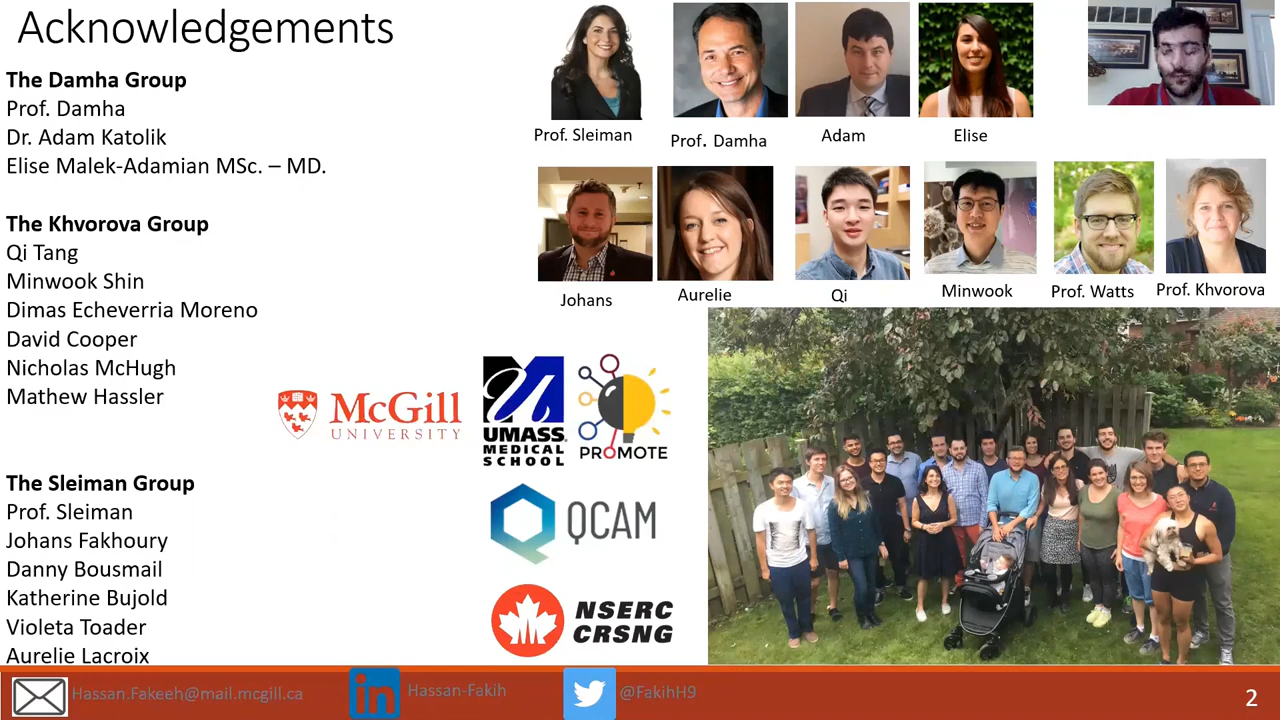 Acknowledgements
The Damha Group
Prof. Damha
Dr. Adam Katolik
Elise Malek-Adamian MSc. – MD.
The Khvorova Group
Qi Tang
Minwook Shin
Dimas Echeverria Moreno
David Cooper
Nicholas McHugh
Mathew Hassler
The Sleiman Group
Prof. Sleiman
Johans Fakhoury
Danny Bousmail
Katherine Bujold
Violeta Toader
Aurelie Lacroix
Prof. Sleiman
Prof. Damha
Adam
Elise
Johans
Aurelie
Qi
Minwook
Prof. Watts
Prof. Khvorova
McGill
UNIVERSITY
UMASS
MEDICAL
SCHOOL
PROMOTE
QCAM
NSERC
CRSNG
Hassan.Fakeeh@mail.mcgill.ca
in
Hassan-Fakih
@FakihH9
2